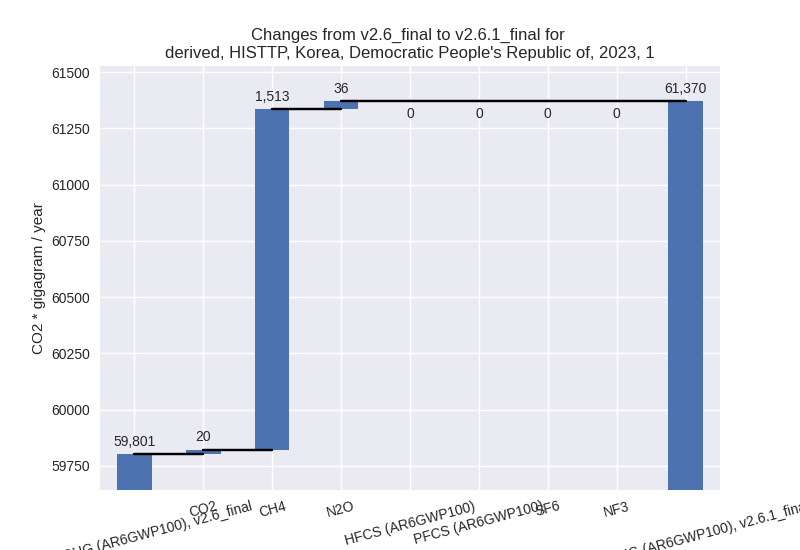 Changes from v2.6_final to v2.6.1_final for
derived, HISTTP, Korea, Democratic People's Republic of, 2023, 1
61500
61250
61000
60750
60500
60250
60000
59750
CO2 * gigagram / year
59,801
20
1,513
36
0
0
0
0
61,370
(AR6GWP100), v2.6_final
CO2
CH4
N2O
HFCS (AR6GWP100)
PFCS (AR6GWP100)
SF6
NF3
(AR6GWP100), v2.6.1_final